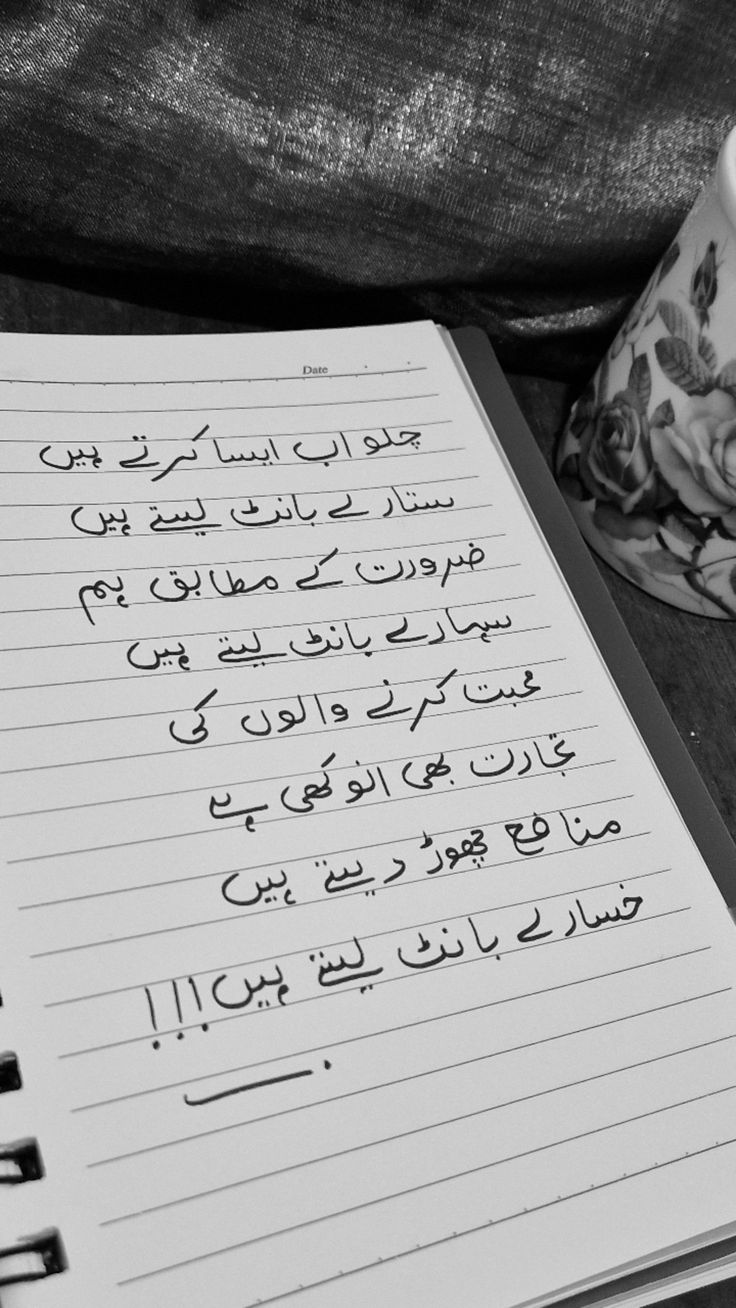 Date
چلو اب ایسا کرتے ہیں
ستارے بانٹ لیتے ہیں
ضرورت کے مطابق ہم
سہارے بانٹ لیتے ہیں
محبت کرنے والوں کی
تجارت بھی انوکھی ہے
منافع چھوڑ دیتے ہیں
خسارے بانٹ لیتے ہیں!!!